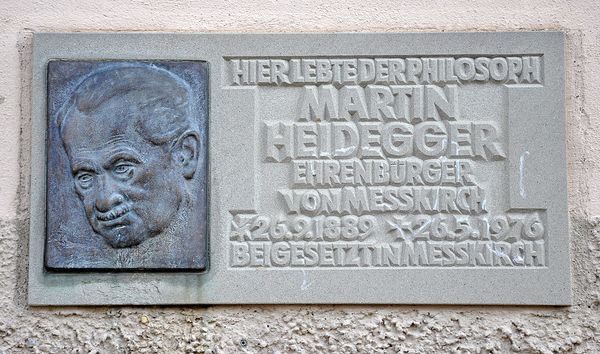 HIER LEBTE DER PHILOSOPH
MARTIN
HEIDEGGER
EHRENBÜRGER
VON MESSKIRCH
*26.9.1889 *26.5.1976
BEIGESETZT IN MESSKIRCH